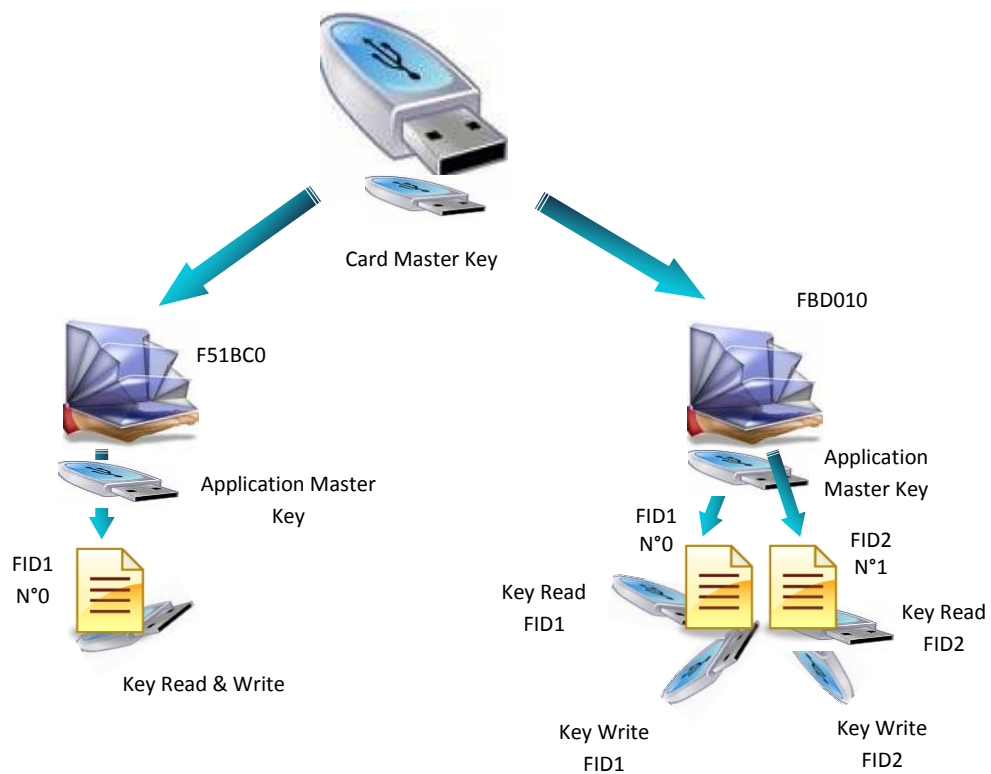 Card Master Key
FBD010
F51BC0
Application Master
Key
Application
Master Key
FID1
N°0
FID1
N°0
FID2
N°1
Key Read
FID1
Key Read
FID2
Key Read & Write
Key Write
FID1
Key Write
FID2